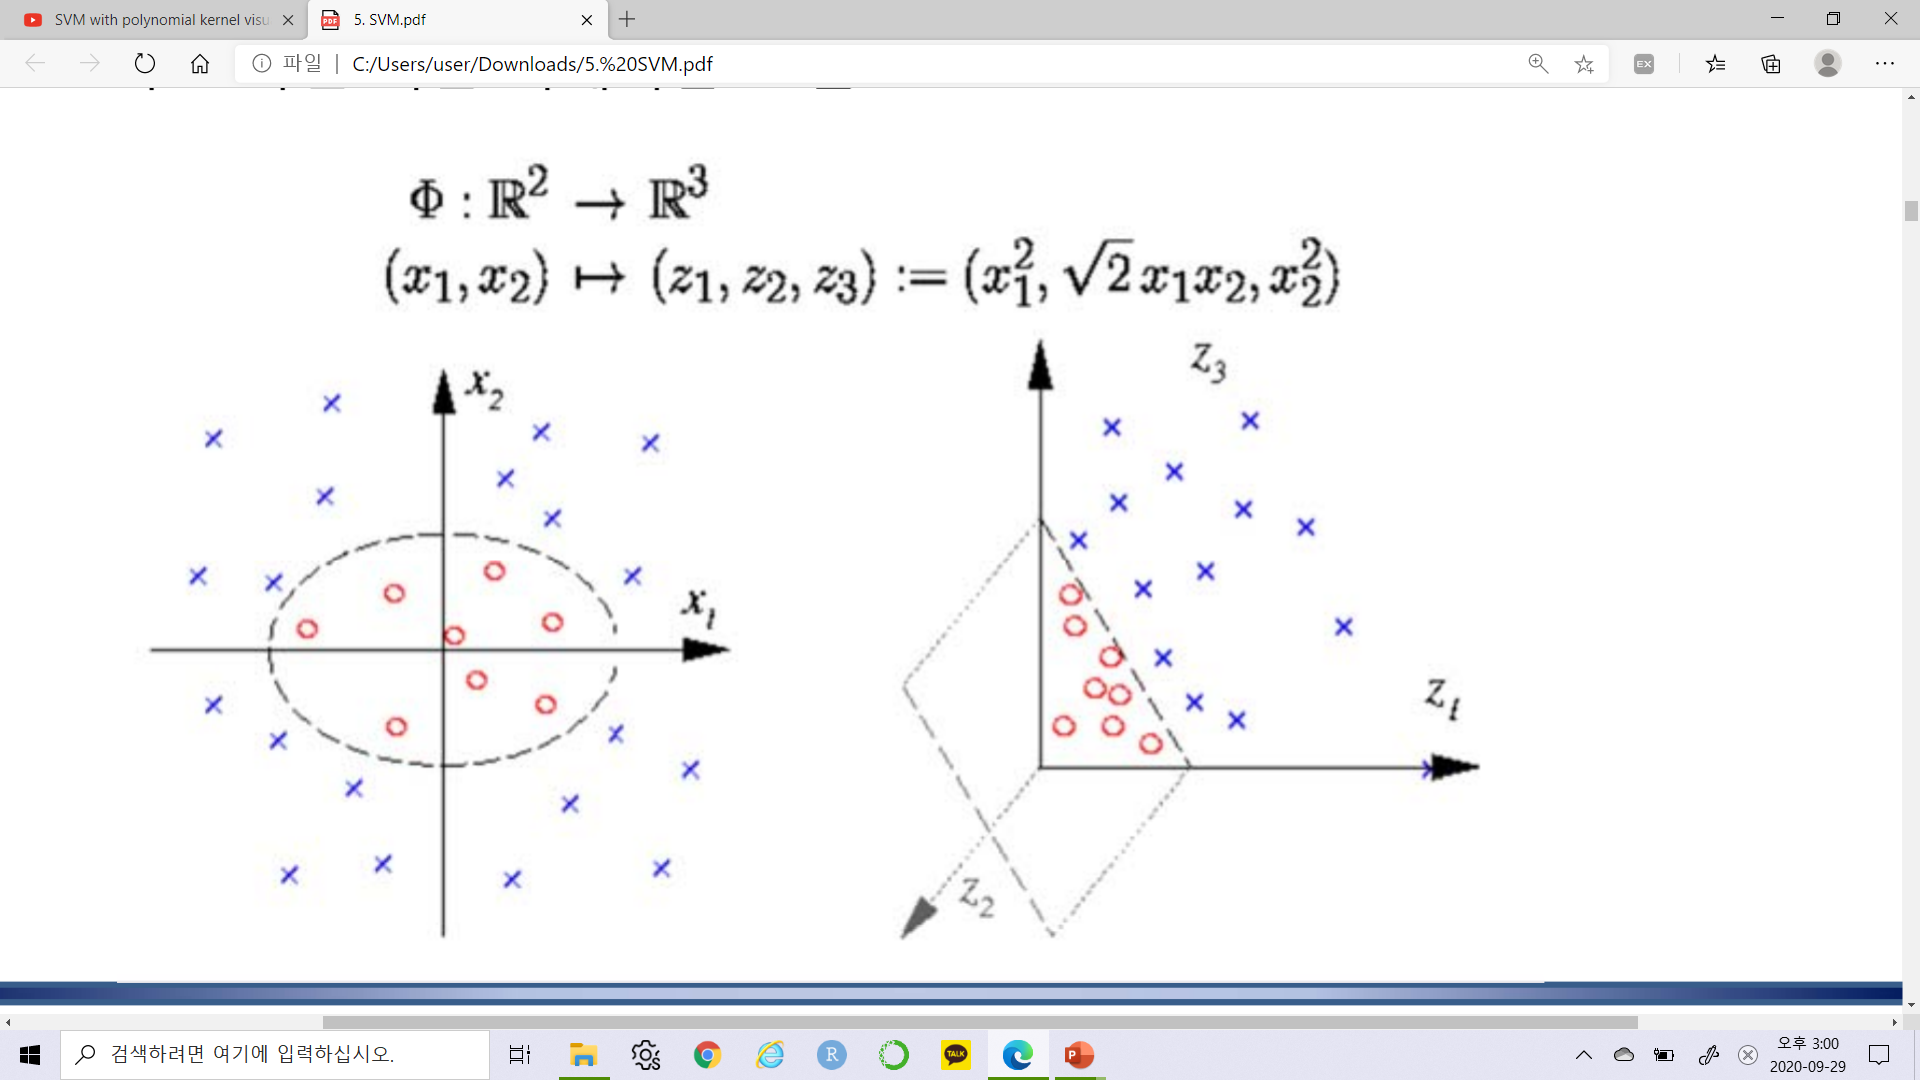 SVM with polynomial kernel visu
5. SVM.pdf
파일 | C:/Users/user/Downloads/5.%20SVM.pdf
EX
Φ : ℝ² → ℝ³
(x₁, x₂) ↦ (z₁, z₂, z₃) := (x₁², √2 x₁x₂, x₂²)
x₂
x₁
z₃
z₁
z₂
검색하려면 여기에 입력하십시오.
R
TALK
P
오후 3:00
2020-09-29